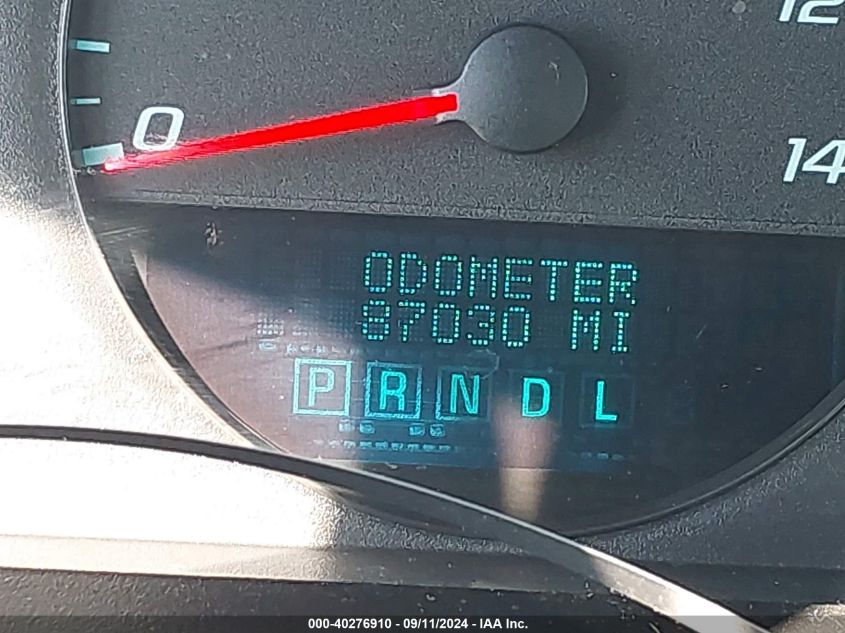 12
0
14
ODOMETER
87030 MI
P R N D L
000-40276910 - 09/11/2024 - IAA Inc.